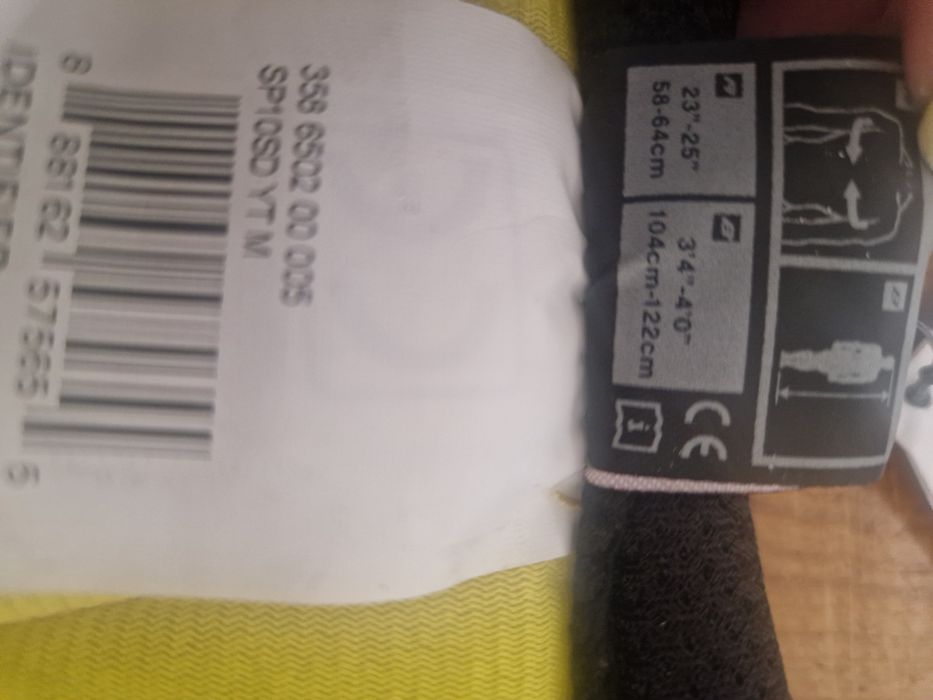 358 6502 00 005
SP10SD YT M
8 88162 57565 5
IDENTIFIER
23"-25"
58-64cm
3'4"-4'0"
104cm-122cm
i
CE